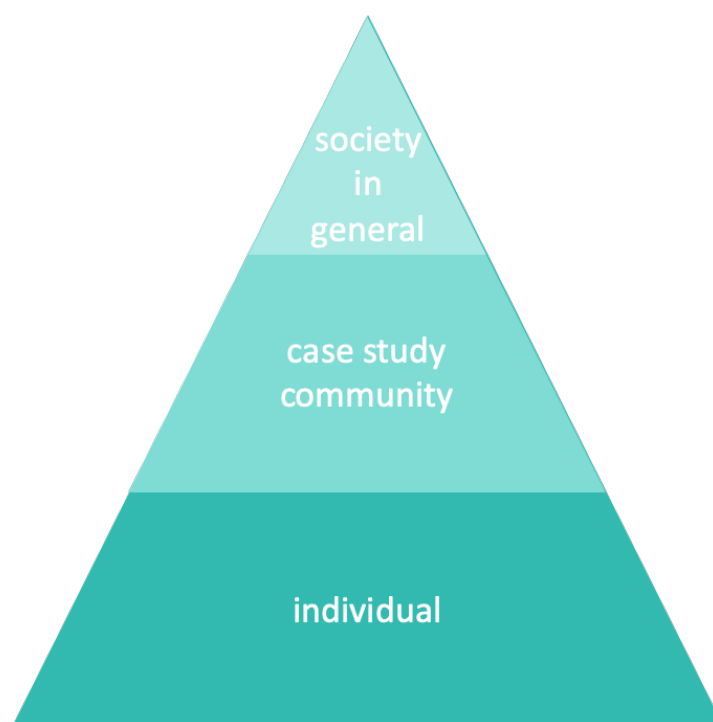 society
in
general
case study
community
individual